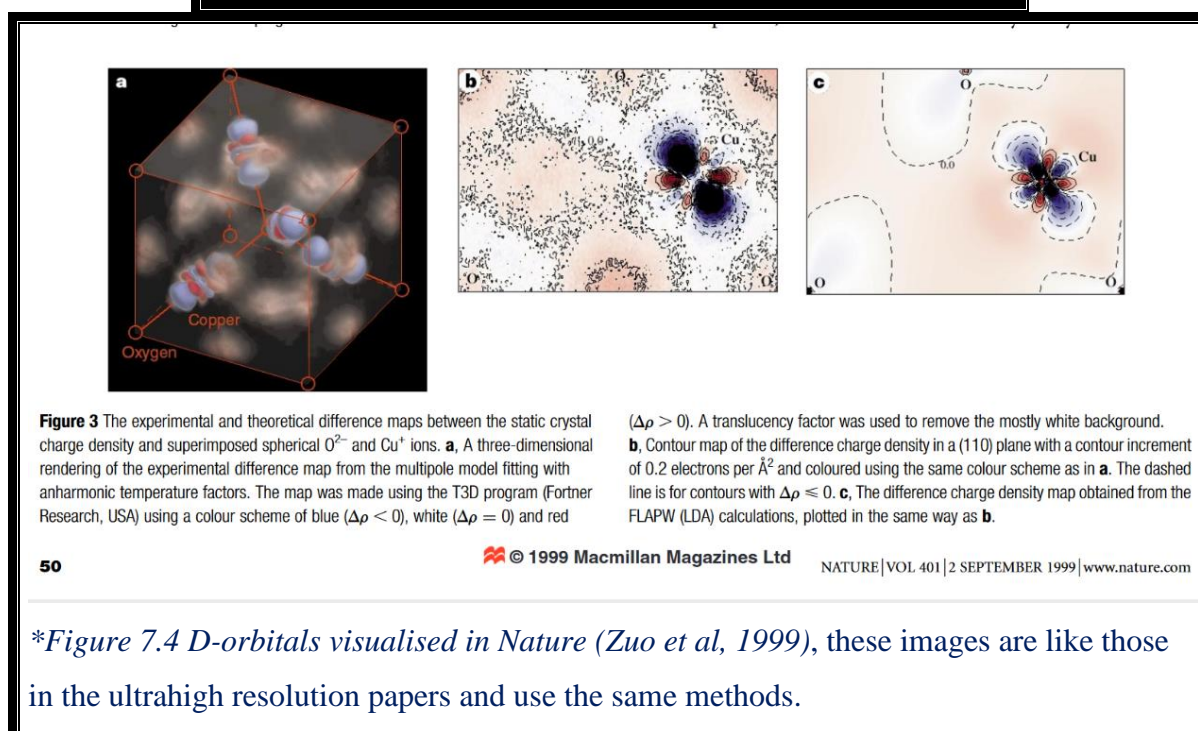 a
Copper
Oxygen
b
O
0.0
Cu
O
O
c
O
Cu
0.0
O
O
Figure 3 The experimental and theoretical difference maps between the static crystal
charge density and superimposed spherical O²⁻ and Cu⁺ ions. a, A three-dimensional
rendering of the experimental difference map from the multipole model fitting with
anharmonic temperature factors. The map was made using the T3D program (Fortner
Research, USA) using a colour scheme of blue (Δρ < 0), white (Δρ = 0) and red
(Δρ > 0). A translucency factor was used to remove the mostly white background.
b, Contour map of the difference charge density in a (110) plane with a contour increment
of 0.2 electrons per Å² and coloured using the same colour scheme as in a. The dashed
line is for contours with Δρ ⩽ 0. c, The difference charge density map obtained from the
FLAPW (LDA) calculations, plotted in the same way as b.
50
© 1999 Macmillan Magazines Ltd
NATURE | VOL 401 | 2 SEPTEMBER 1999 | www.nature.com
*Figure 7.4 D-orbitals visualised in Nature (Zuo et al, 1999), these images are like those
in the ultrahigh resolution papers and use the same methods.